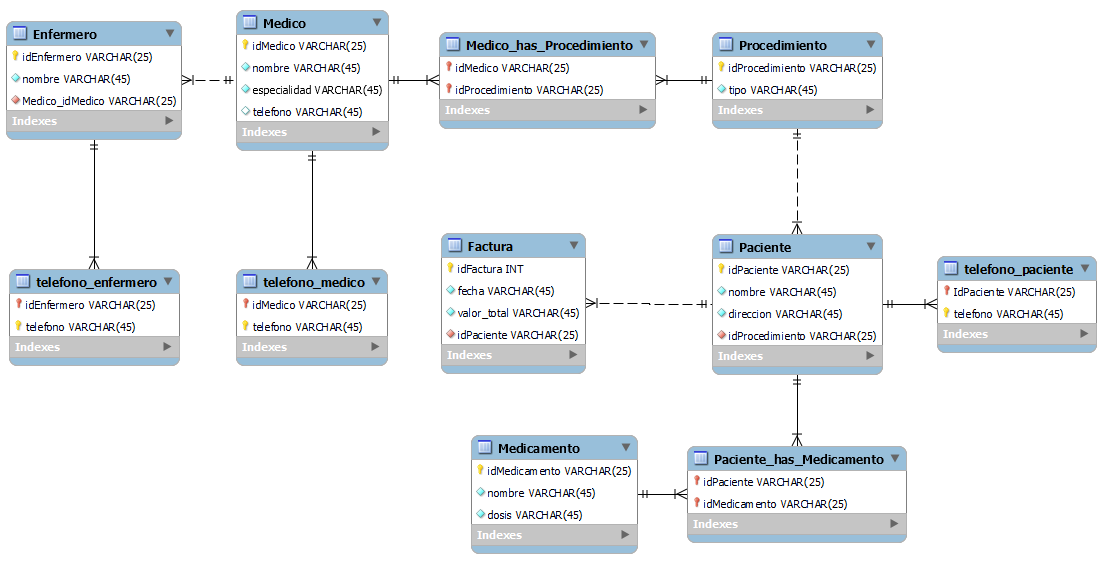 Enfermero
idEnfermero VARCHAR(25)
nombre VARCHAR(45)
Medico_idMedico VARCHAR(25)
Indexes
Medico
idMedico VARCHAR(25)
nombre VARCHAR(45)
especialidad VARCHAR(45)
telefono VARCHAR(45)
Indexes
Medico_has_Procedimiento
idMedico VARCHAR(25)
idProcedimiento VARCHAR(25)
Indexes
Procedimiento
idProcedimiento VARCHAR(25)
tipo VARCHAR(45)
Indexes
telefono_enfermero
idEnfermero VARCHAR(25)
telefono VARCHAR(45)
Indexes
telefono_medico
idMedico VARCHAR(25)
telefono VARCHAR(45)
Indexes
Factura
idFactura INT
fecha VARCHAR(45)
valor_total VARCHAR(45)
idPaciente VARCHAR(25)
Indexes
Paciente
idPaciente VARCHAR(25)
nombre VARCHAR(45)
direccion VARCHAR(45)
idProcedimiento VARCHAR(25)
Indexes
telefono_paciente
IdPaciente VARCHAR(25)
telefono VARCHAR(45)
Indexes
Medicamento
idMedicamento VARCHAR(25)
nombre VARCHAR(45)
dosis VARCHAR(45)
Indexes
Paciente_has_Medicamento
idPaciente VARCHAR(25)
idMedicamento VARCHAR(25)
Indexes